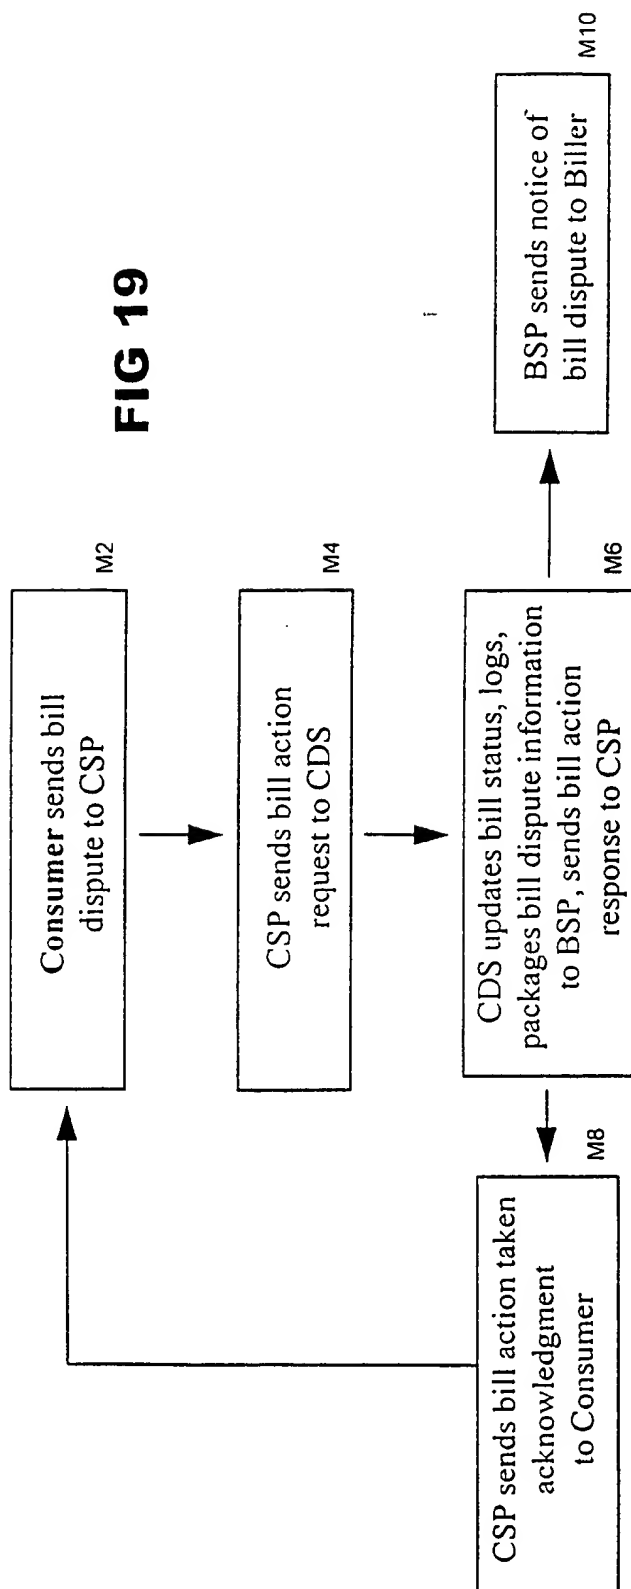 FIG 19
Consumer sends bill
dispute to CSP
M2
CSP sends bill action
request to CDS
M4
CDS updates bill status, logs,
packages bill dispute information
to BSP, sends bill action
response to CSP
M6
CSP sends bill action taken
acknowledgment
to Consumer
M8
BSP sends notice of
bill dispute to Biller
M10